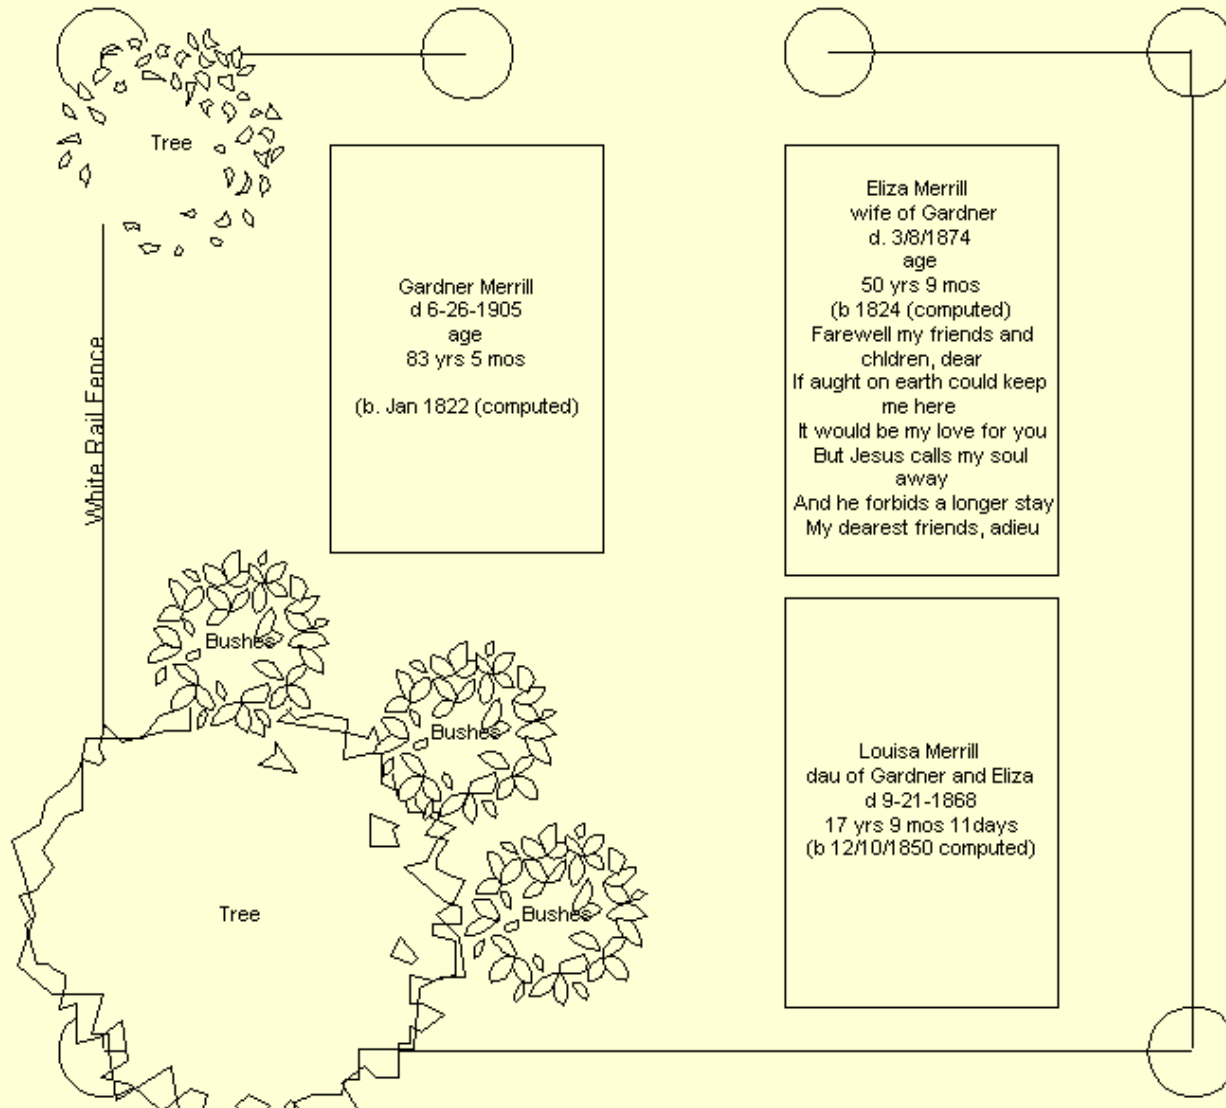 Tree
White Rail Fence
Gardner Merrill
d 6-26-1905
age
83 yrs 5 mos
(b. Jan 1822 (computed)
Eliza Merrill
wife of Gardner
d. 3/8/1874
age
50 yrs 9 mos
(b 1824 (computed)
Farewell my friends and
chldren, dear
If aught on earth could keep
me here
It would be my love for you
But Jesus calls my soul
away
And he forbids a longer stay
My dearest friends, adieu
Bushes
Bushes
Louisa Merrill
dau of Gardner and Eliza
d 9-21-1868
17 yrs 9 mos 11days
(b 12/10/1850 computed)
Tree
Bushes